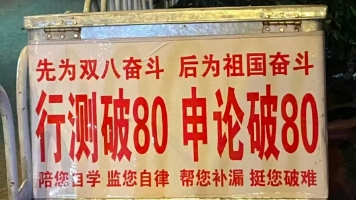 先为双八奋斗 后为祖国奋斗
行测破80 申论破80
陪您自学 监您自律 帮您补漏 挺您破难